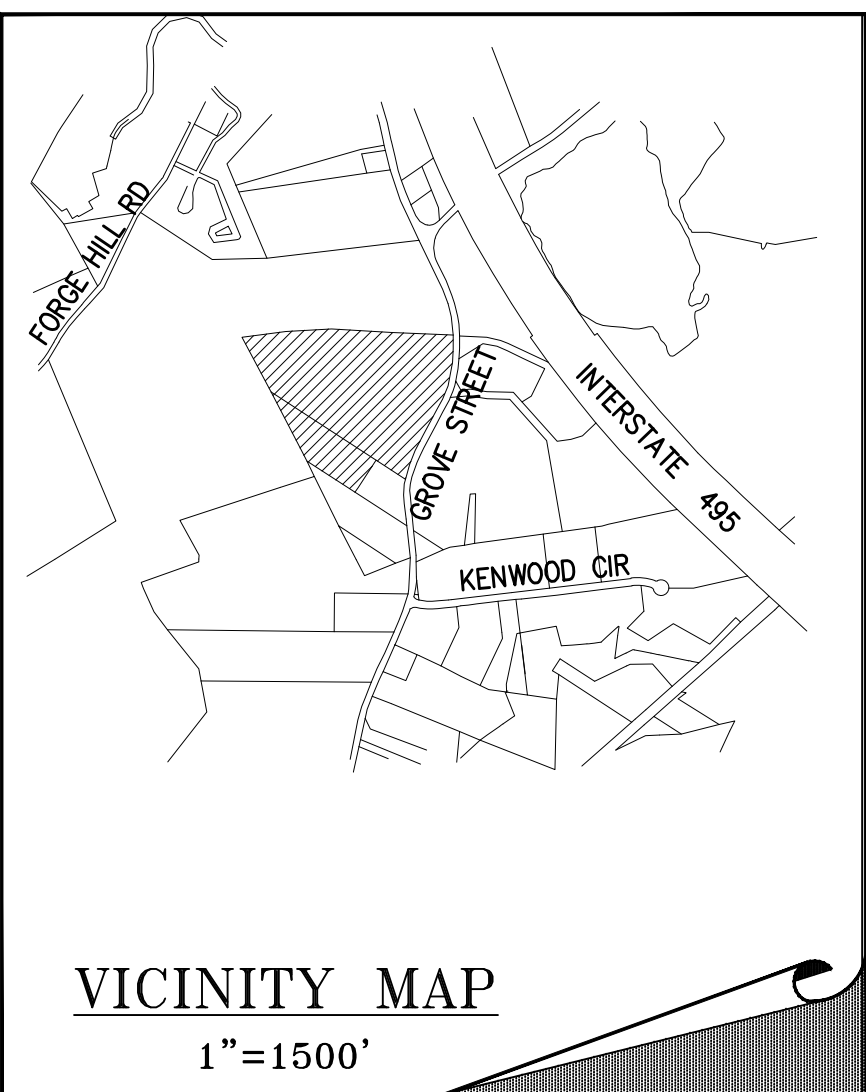 FORGE HILL RD
GROVE STREET
INTERSTATE 495
KENWOOD CIR
VICINITY MAP
1"=1500'